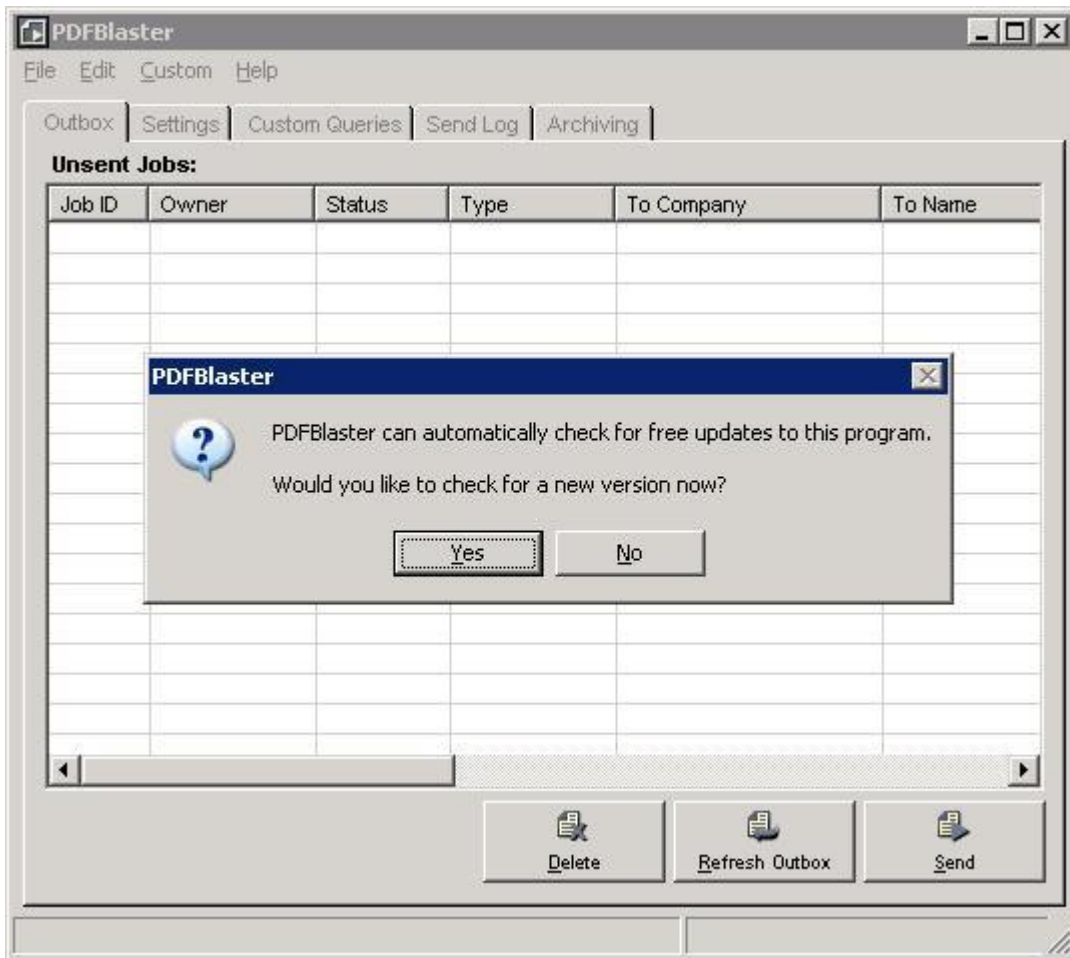 PDFBlaster
File Edit Custom Help
Outbox Settings Custom Queries Send Log Archiving
Unsent Jobs:
Job ID Owner Status Type To Company To Name
PDFBlaster
PDFBlaster can automatically check for free updates to this program.
Would you like to check for a new version now?
Yes No
Delete Refresh Outbox Send